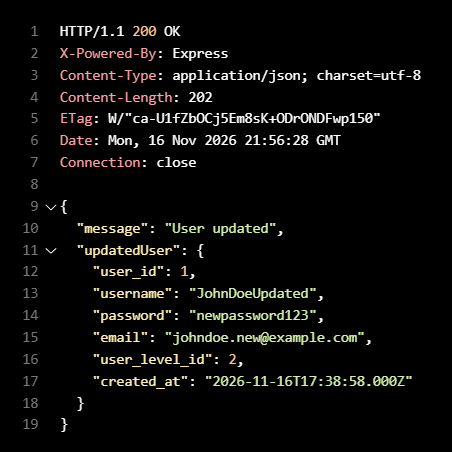 1 HTTP/1.1 200 OK
2 X-Powered-By: Express
3 Content-Type: application/json; charset=utf-8
4 Content-Length: 202
5 ETag: W/"ca-U1fZbOCj5Em8sK+ODrONDFwp150"
6 Date: Mon, 16 Nov 2026 21:56:28 GMT
7 Connection: close
8
9 {
10   "message": "User updated",
11   "updatedUser": {
12     "user_id": 1,
13     "username": "JohnDoeUpdated",
14     "password": "newpassword123",
15     "email": "johndoe.new@example.com",
16     "user_level_id": 2,
17     "created_at": "2026-11-16T17:38:58.000Z"
18   }
19 }